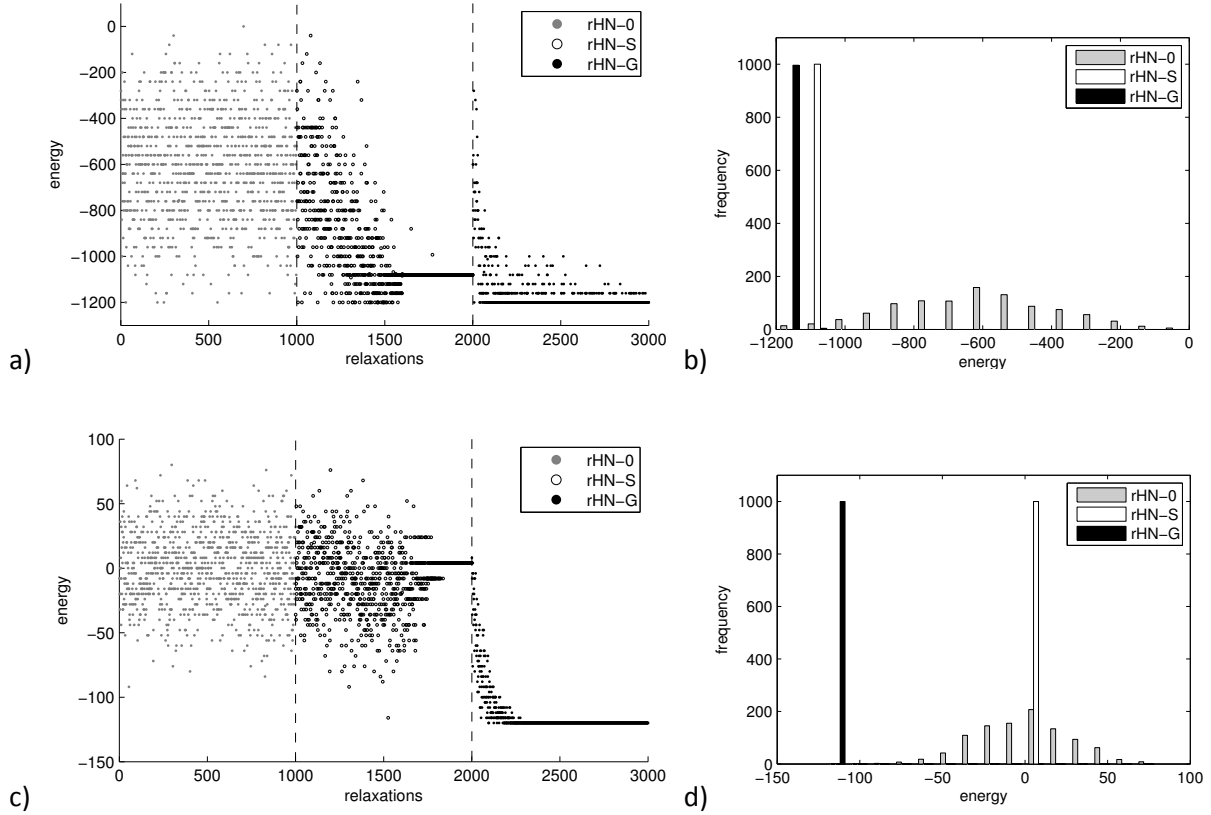 0
−200
−400
−600
−800
−1000
−1200
energy
rHN−0
rHN−S
rHN−G
0 500 1000 1500 2000 2500 3000
relaxations
a)
1000
800
600
400
200
0
frequency
rHN−0
rHN−S
rHN−G
−1200 −1000 −800 −600 −400 −200 0
energy
b)
100
50
0
−50
−100
−150
energy
rHN−0
rHN−S
rHN−G
0 500 1000 1500 2000 2500 3000
relaxations
c)
1000
800
600
400
200
0
frequency
rHN−0
rHN−S
rHN−G
−150 −100 −50 0 50 100
energy
d)